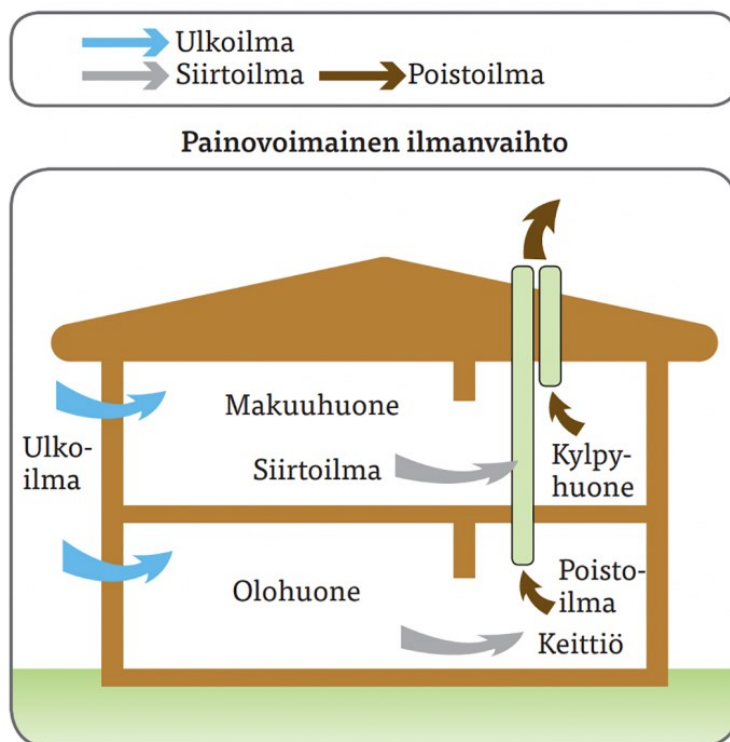 Ulkoilma
Siirtoilma Poistoilma
Painovoimainen ilmanvaihto
Makuuhuone
Ulko-
ilma
Siirtoilma
Kylpy-
huone
Olohuone
Poisto-
ilma
Keittiö